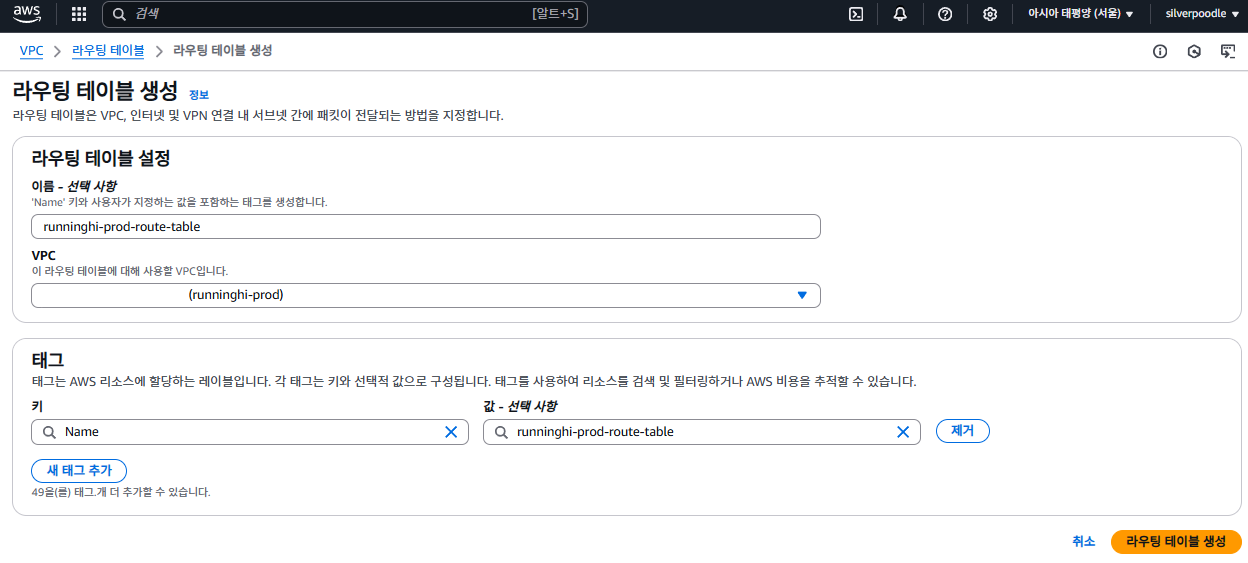 aws 검색 [알트+S] 아시아 태평양 (서울) silverpoodle
VPC > 라우팅 테이블 > 라우팅 테이블 생성
라우팅 테이블 생성 정보
라우팅 테이블은 VPC, 인터넷 및 VPN 연결 내 서브넷 간에 패킷이 전달되는 방법을 지정합니다.
라우팅 테이블 설정
이름 - 선택 사항
'Name' 키와 사용자가 지정하는 값을 포함하는 태그를 생성합니다.
runninghi-prod-route-table
VPC
이 라우팅 테이블에 대해 사용할 VPC입니다.
(runninghi-prod)
태그
태그는 AWS 리소스에 할당하는 레이블입니다. 각 태그는 키와 선택적 값으로 구성됩니다. 태그를 사용하여 리소스를 검색 및 필터링하거나 AWS 비용을 추적할 수 있습니다.
키 값 - 선택 사항
Name runninghi-prod-route-table 제거
새 태그 추가
49을(를) 태그.개 더 추가할 수 있습니다.
취소 라우팅 테이블 생성